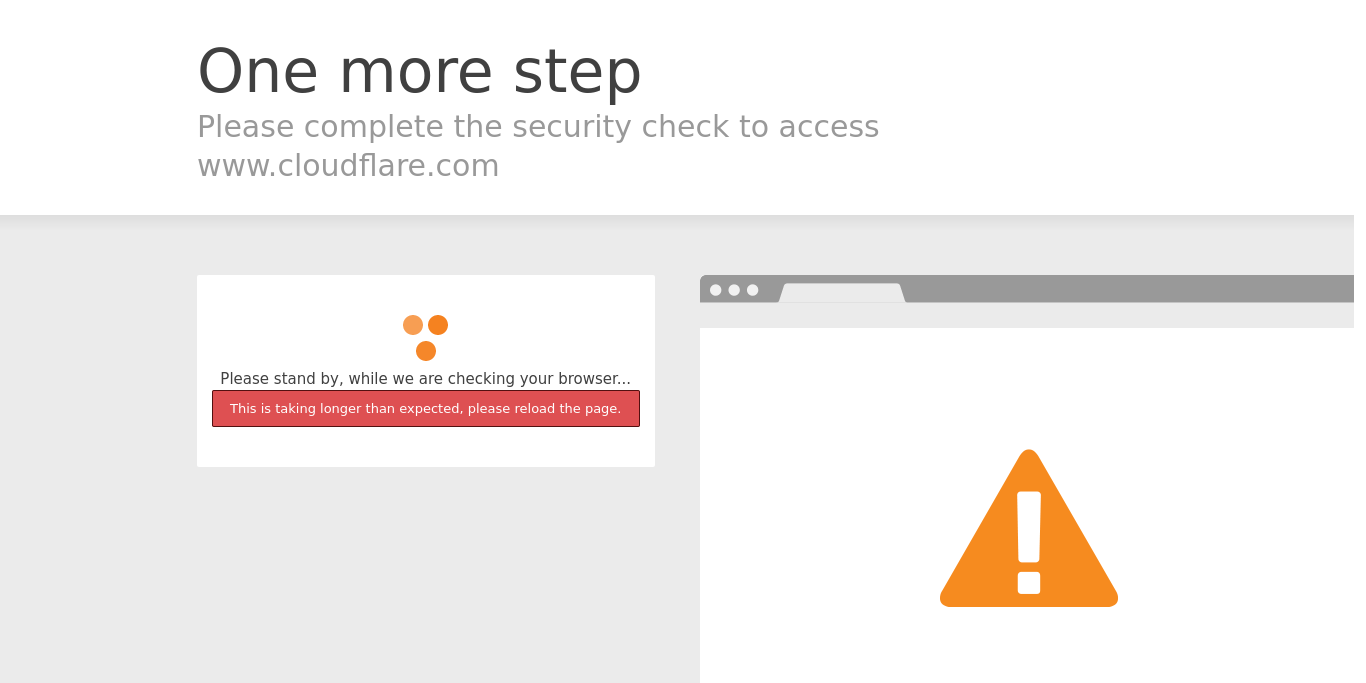 One more step
Please complete the security check to access
www.cloudflare.com
Please stand by, while we are checking your browser...
This is taking longer than expected, please reload the page.